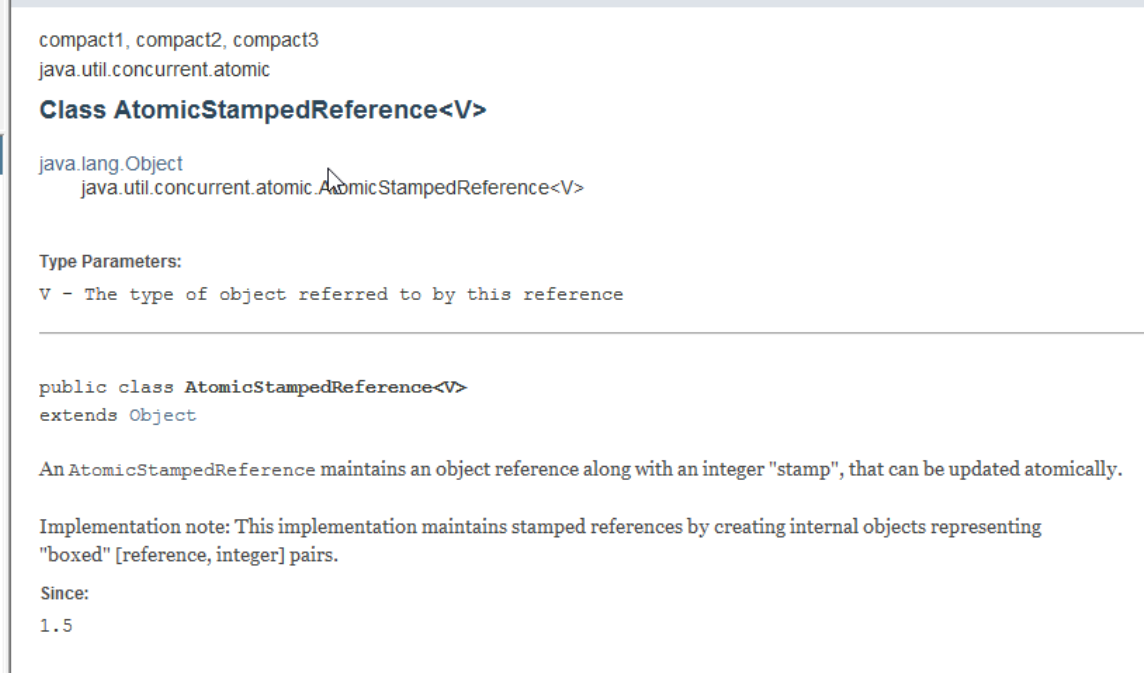 compact1, compact2, compact3
java.util.concurrent.atomic
Class AtomicStampedReference<V>
java.lang.Object
java.util.concurrent.atomic.AtomicStampedReference<V>
Type Parameters:
V - The type of object referred to by this reference
public class AtomicStampedReference<V>
extends Object
An AtomicStampedReference maintains an object reference along with an integer "stamp", that can be updated atomically.
Implementation note: This implementation maintains stamped references by creating internal objects representing
"boxed" [reference, integer] pairs.
Since:
1.5